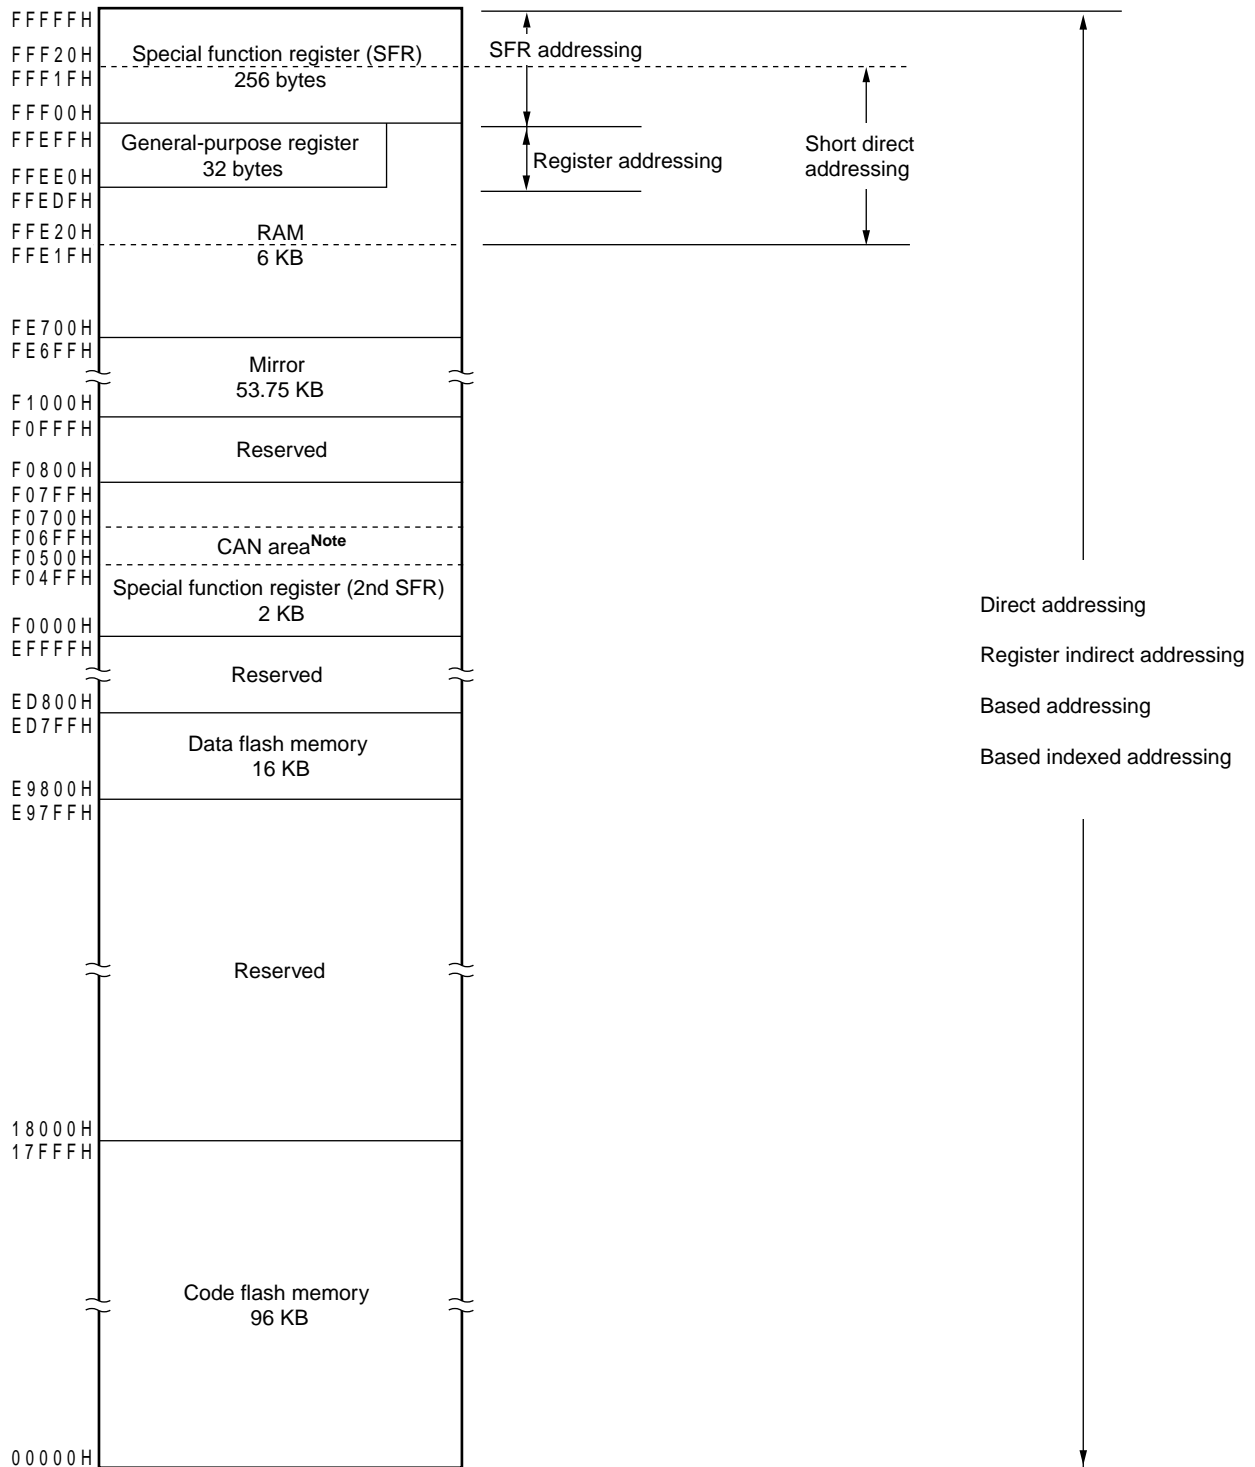 FFFFFH
FFF20H
FFF1FH
FFF00H
FFEFFH
FFEE0H
FFEDFH
FFE20H
FFE1FH
FE700H
FE6FFH
F1000H
F0FFFH
F0800H
F07FFH
F0700H
F06FFH
F0500H
F04FFH
F0000H
EFFFFH
ED800H
ED7FFH
E9800H
E97FFH
18000H
17FFFH
00000H
Special function register (SFR)
256 bytes
General-purpose register
32 bytes
RAM
6 KB
Mirror
53.75 KB
Reserved
CAN areaNote
Special function register (2nd SFR)
2 KB
Reserved
Data flash memory
16 KB
Reserved
Code flash memory
96 KB
SFR addressing
Register addressing
Short direct
addressing
Direct addressing
Register indirect addressing
Based addressing
Based indexed addressing